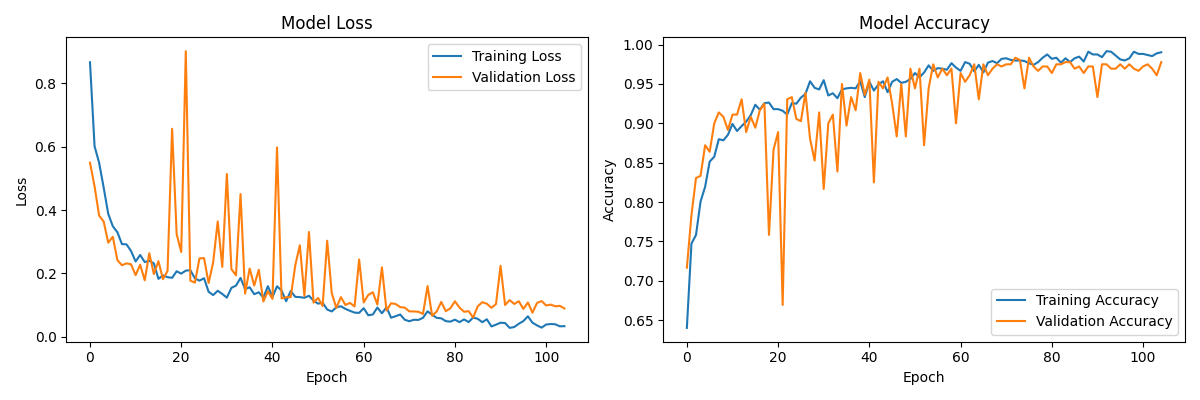 Model Loss
Training Loss
Validation Loss
0.8
0.6
0.4
0.2
0.0
Loss
0 20 40 60 80 100
Epoch
Model Accuracy
1.00
0.95
0.90
0.85
0.80
0.75
0.70
0.65
Accuracy
Training Accuracy
Validation Accuracy
0 20 40 60 80 100
Epoch